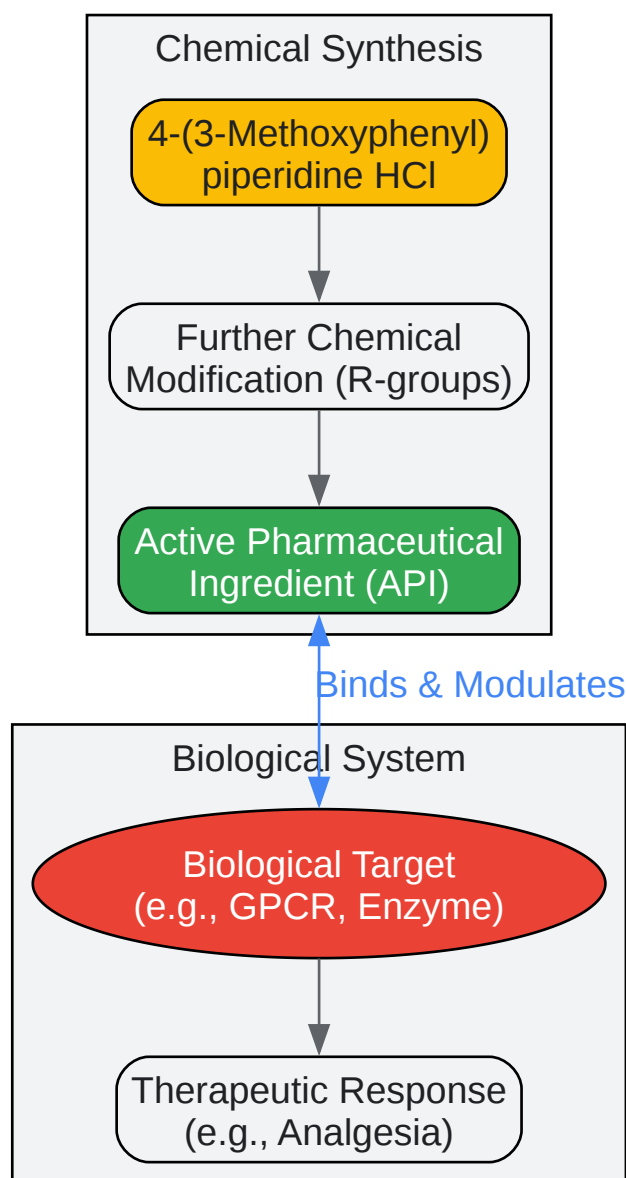 Chemical Synthesis
4-(3-Methoxyphenyl)
piperidine HCl
Further Chemical
Modification (R-groups)
Active Pharmaceutical
Ingredient (API)
Binds & Modulates
Biological System
Biological Target
(e.g., GPCR, Enzyme)
Therapeutic Response
(e.g., Analgesia)